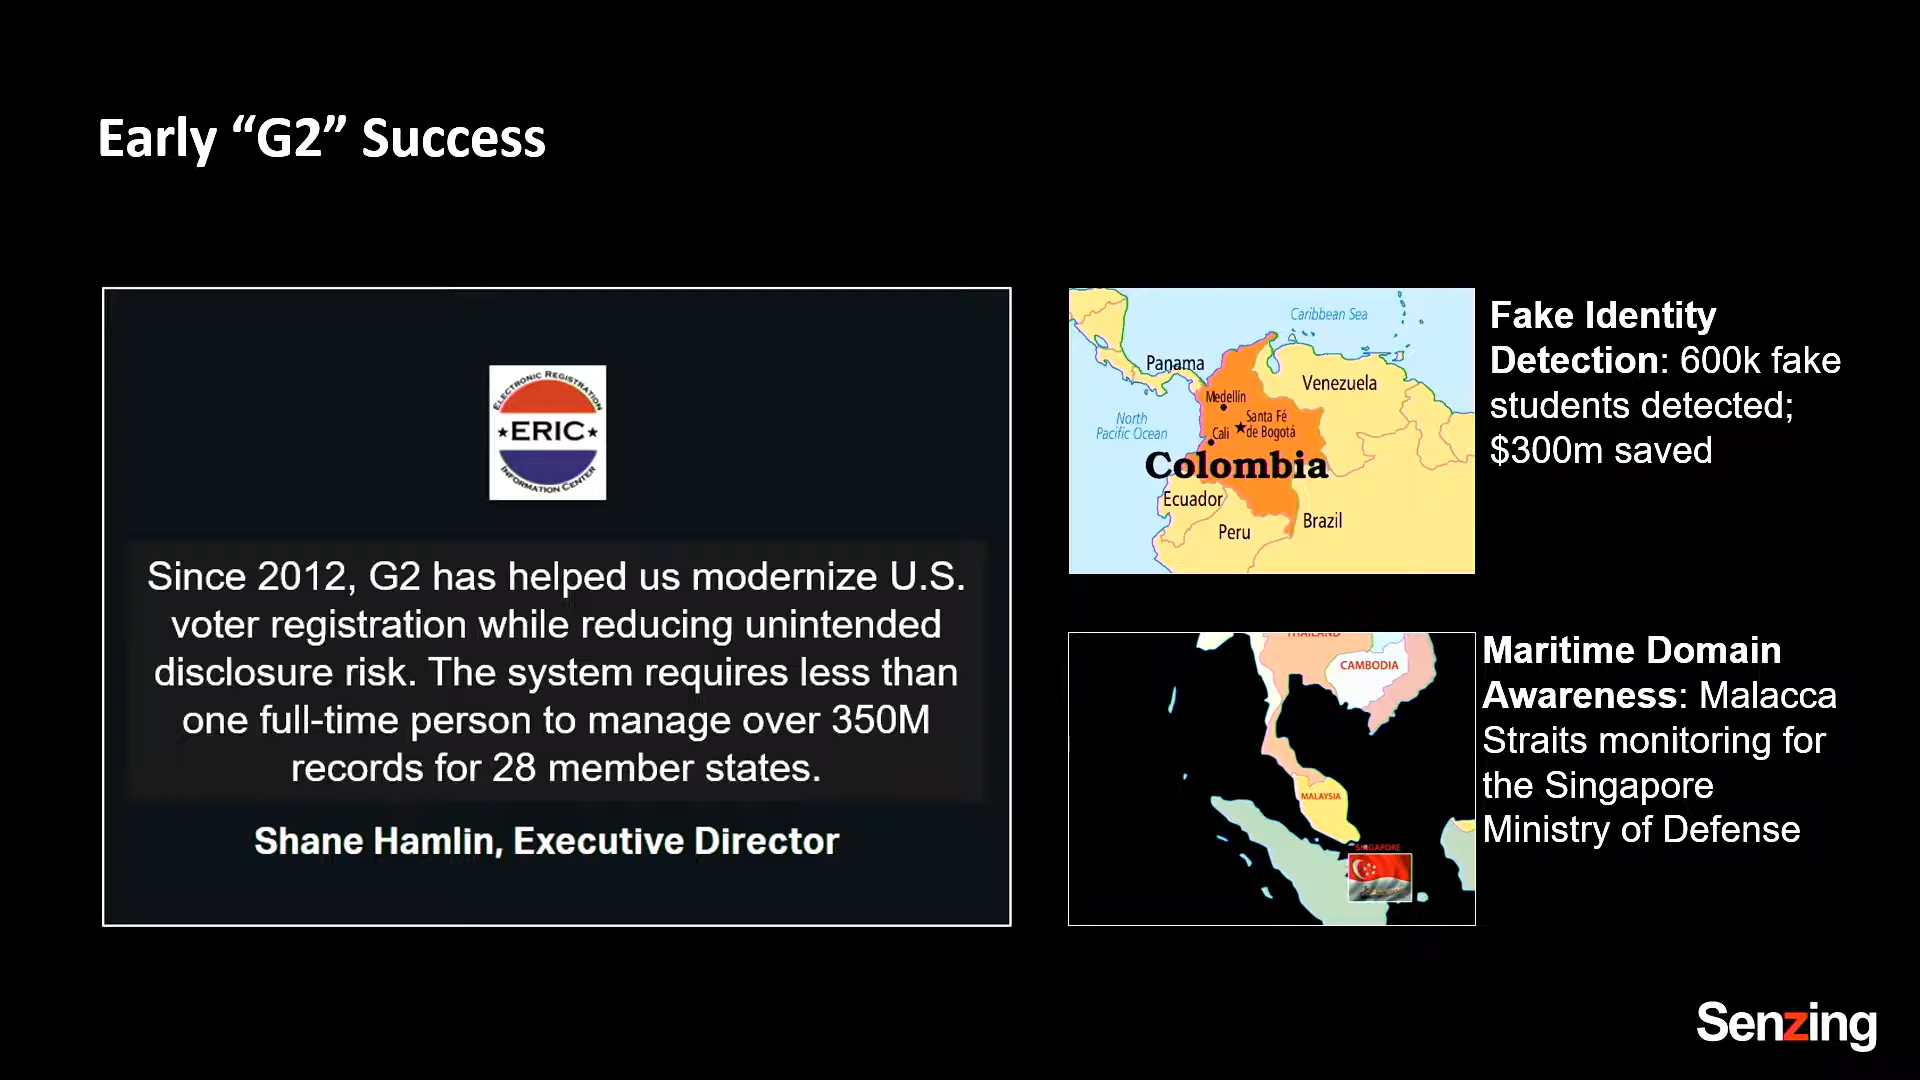 Early “G2” Success
ELECTRONIC REGISTRATION
★ERIC★
INFORMATION CENTER
Since 2012, G2 has helped us modernize U.S.
voter registration while reducing unintended
disclosure risk. The system requires less than
one full-time person to manage over 350M
records for 28 member states.
Shane Hamlin, Executive Director
Caribbean Sea
Panama
Venezuela
Medellín
North
Pacific Ocean
Santa Fé
de Bogotá
Cali
Colombia
Ecuador
Brazil
Peru
Fake Identity
Detection: 600k fake
students detected;
$300m saved
THAILAND
CAMBODIA
MALAYSIA
SINGAPORE
Maritime Domain
Awareness: Malacca
Straits monitoring for
the Singapore
Ministry of Defense
Senzing